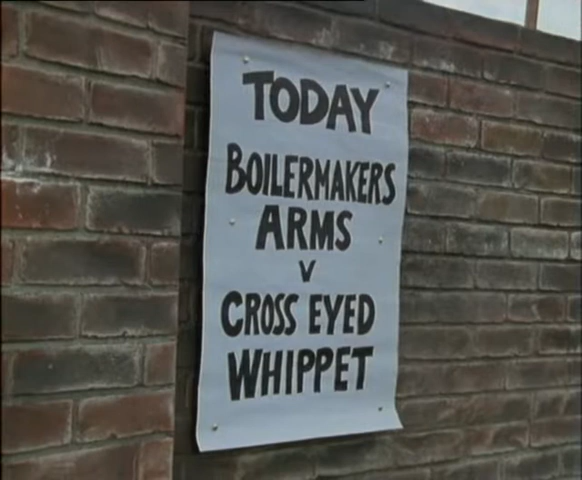 TODAY
BOILERMAKERS
ARMS
V
CROSS EYED
WHIPPET